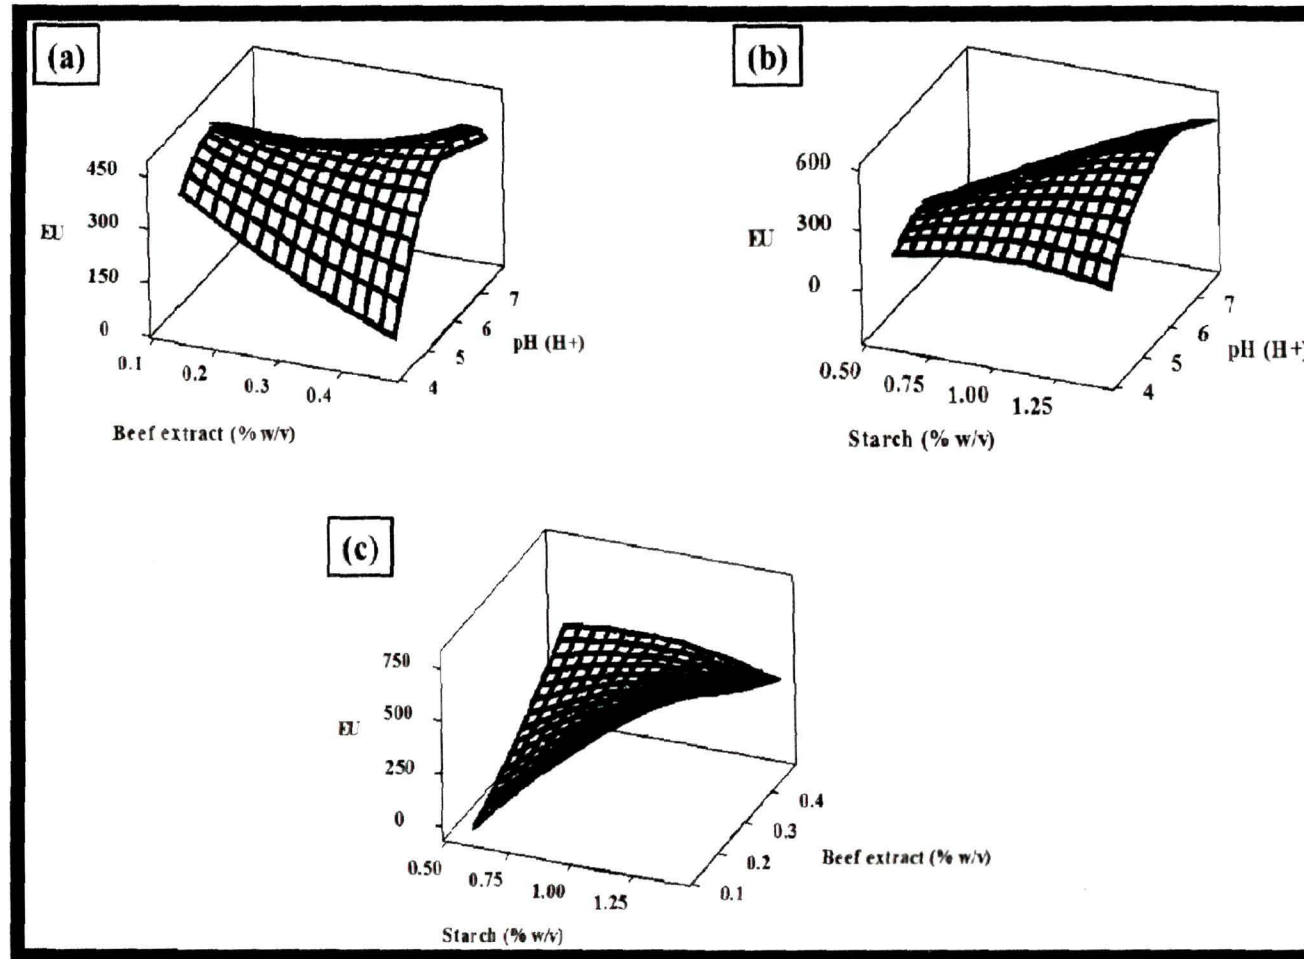 (a)
450
300
EU
150
0
0.1
0.2
0.3
0.4
4
5
6
7
pH (H+)
Beef extract (% w/v)
(b)
600
300
EU
0
0.50
0.75
1.00
1.25
4
5
6
7
pH (H+)
Starch (% w/v)
(c)
750
500
EU
250
0
0.50
0.75
1.00
1.25
0.1
0.2
0.3
0.4
Beef extract (% w/v)
Starch (% w/v)